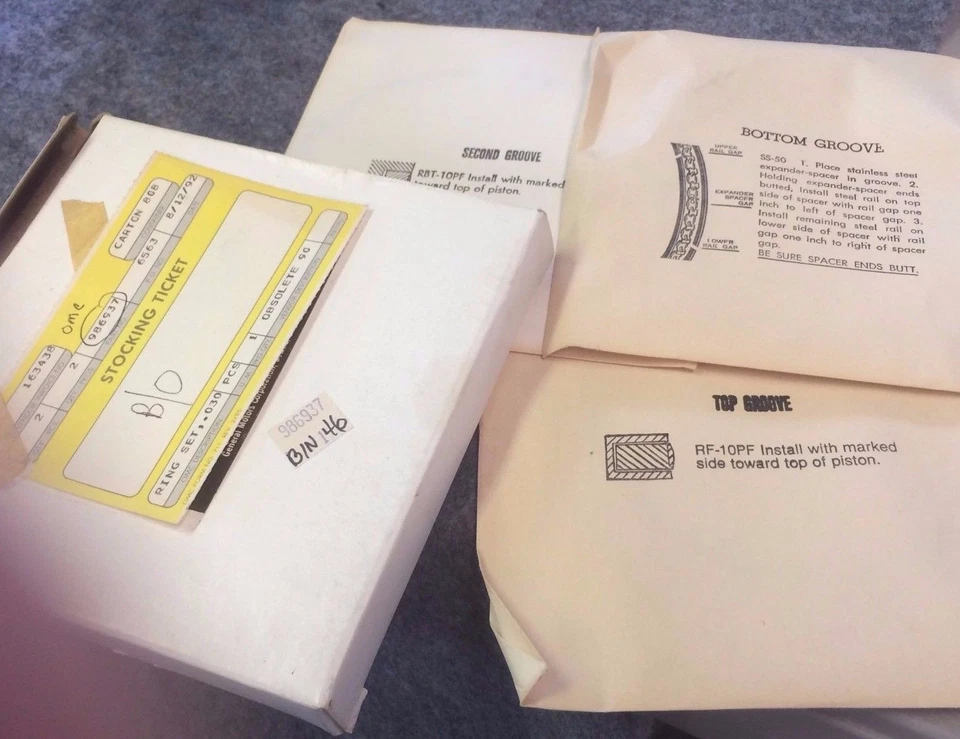 SECOND GROOVE
RBT-10PF Install with marked
toward top of piston.
BOTTOM GROOVE
UPPER
RAIL GAP
EXPANDER
SPACER
GAP
LOWER
RAIL GAP
SS-50 1. Place stainless steel
expander-spacer in groove. 2.
Holding expander-spacer ends
butted, Install steel rail on top
side of spacer with rail gap one
inch to left of spacer gap. 3.
Install remaining steel rail on
lower side of spacer with rail
gap one inch to right of spacer
gap.
BE SURE SPACER ENDS BUTT.
TOP GROOVE
RF-10PF Install with marked
side toward top of piston.
163438
OMC
CARTON 808
2
2
986937
6563
8/12/92
STOCKING TICKET
B/O
RING SET,+.030
PCS
1
OBSOLETE 90
General Motors Corporation
986937
BIN 146